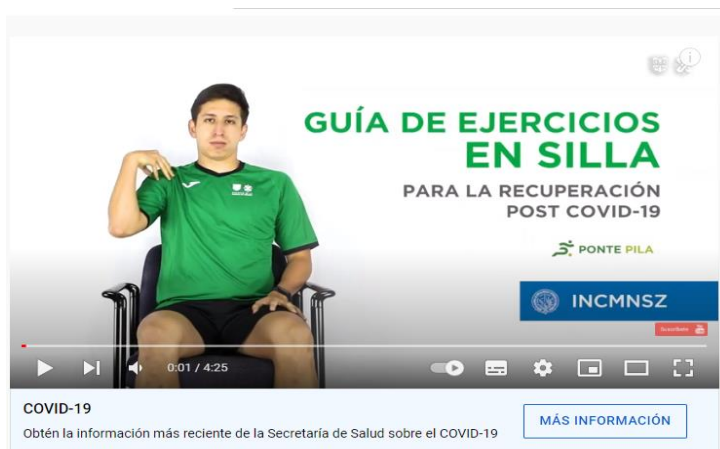 GUÍA DE EJERCICIOS
EN SILLA
PARA LA RECUPERACIÓN
POST COVID-19
PONTE PILA
INCMNSZ
0:01 / 4:25
COVID-19
Obtén la información más reciente de la Secretaría de Salud sobre el COVID-19
MÁS INFORMACIÓN